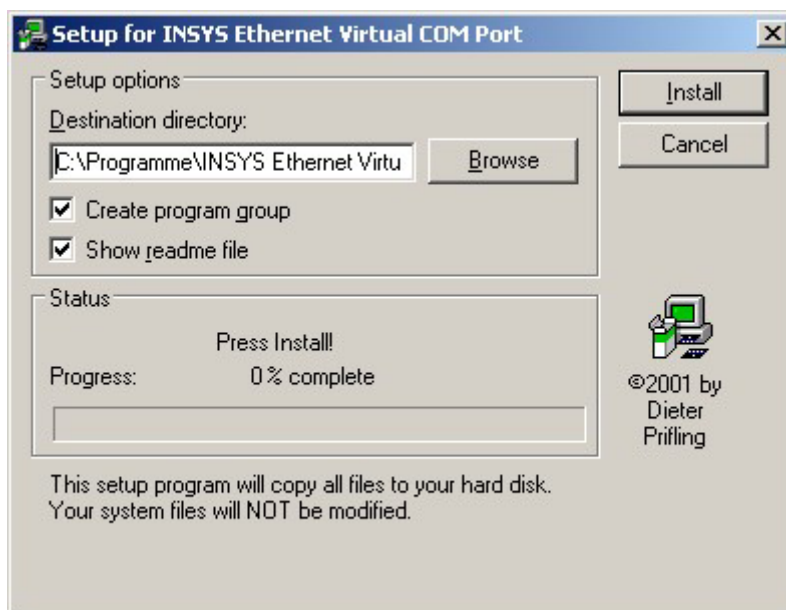 Setup for INSYS Ethernet Virtual COM Port
Setup options
Destination directory:
C:\Programme\INSYS Ethernet Virtu
Browse
Create program group
Show readme file
Install
Cancel
Status
Press Install!
Progress: 0% complete
©2001 by
Dieter
Prifling
This setup program will copy all files to your hard disk.
Your system files will NOT be modified.